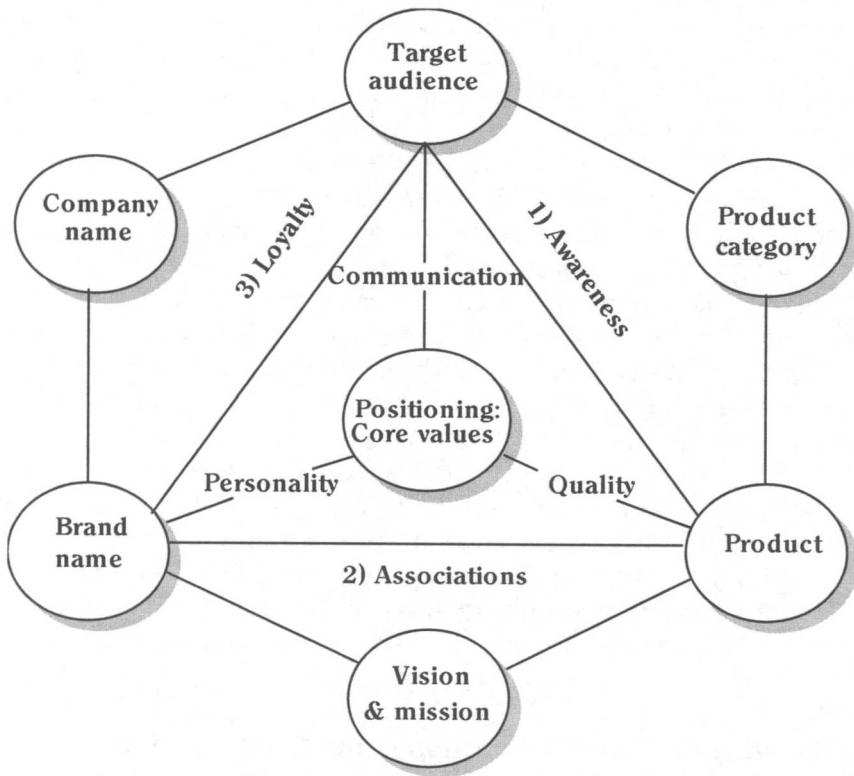 Target
audience
Company
name
Product
category
3) Loyalty
1) Awareness
Communication
Positioning:
Core values
Personality
Quality
Brand
name
Product
2) Associations
Vision
& mission